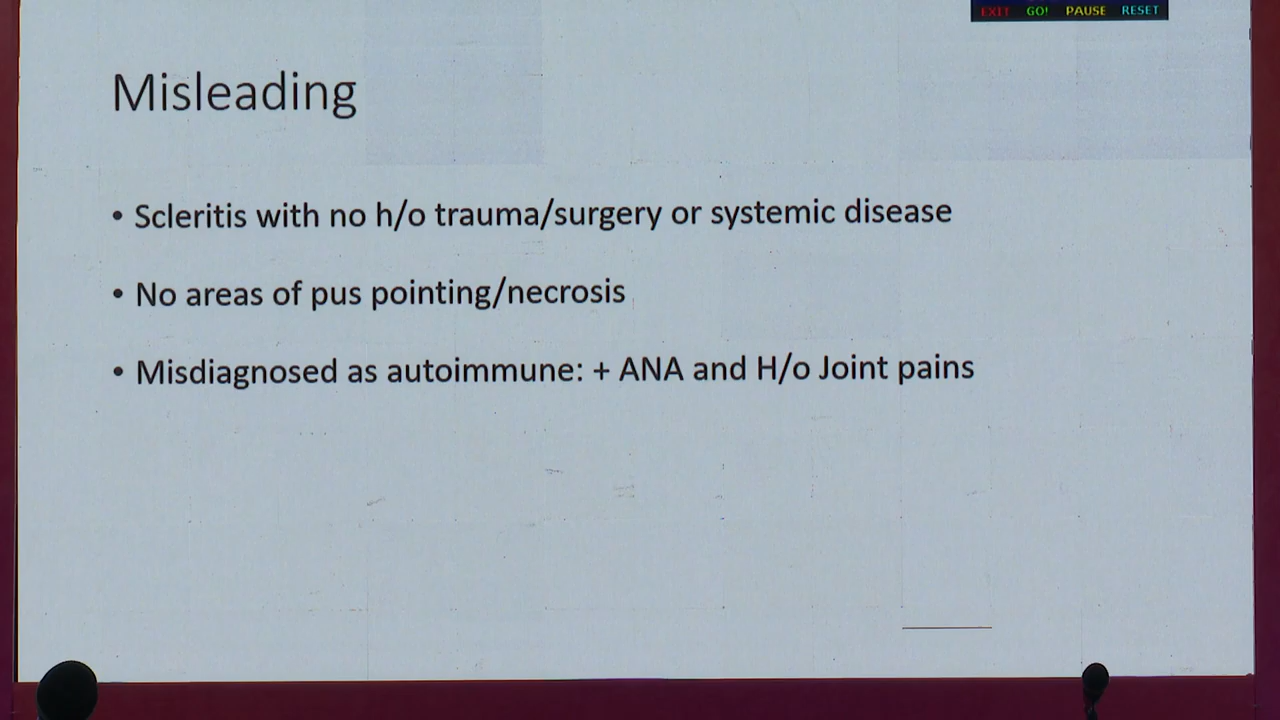 EXIT GO! PAUSE RESET
Misleading
• Scleritis with no h/o trauma/surgery or systemic disease
• No areas of pus pointing/necrosis
• Misdiagnosed as autoimmune: + ANA and H/o Joint pains